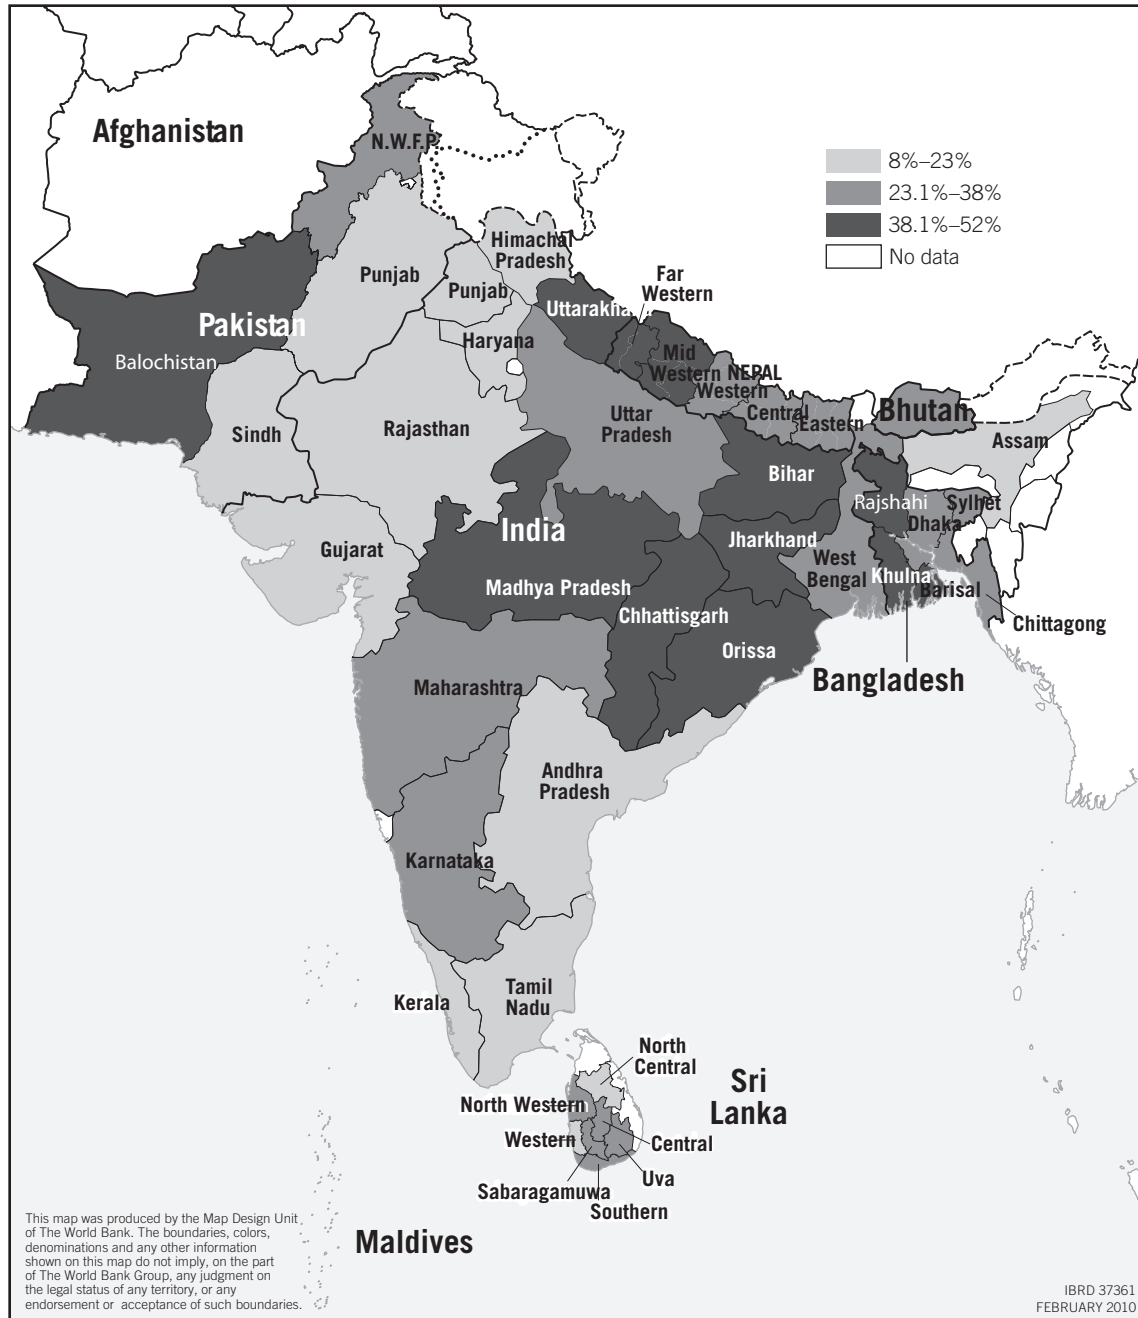 Afghanistan
N.W.F.P.
8%–23%
23.1%–38%
38.1%–52%
No data
Himachal
Pradesh
Punjab
Punjab
Far
Western
Uttarakhand
Pakistan
Balochistan
Haryana
Mid
Western
NEPAL
Western
Central
Eastern
Bhutan
Sindh
Rajasthan
Uttar
Pradesh
Assam
Bihar
Rajshahi
Sylhet
Dhaka
India
Gujarat
Jharkhand
West
Bengal
Khulna
Barisal
Madhya Pradesh
Chhattisgarh
Chittagong
Orissa
Bangladesh
Maharashtra
Andhra
Pradesh
Karnataka
Kerala
Tamil
Nadu
North
Central
Sri
Lanka
North Western
Western
Central
Uva
Sabaragamuwa
Southern
Maldives
This map was produced by the Map Design Unit
of The World Bank. The boundaries, colors,
denominations and any other information
shown on this map do not imply, on the part
of The World Bank Group, any judgment on
the legal status of any territory, or any
endorsement or acceptance of such boundaries.
IBRD 37361
FEBRUARY 2010